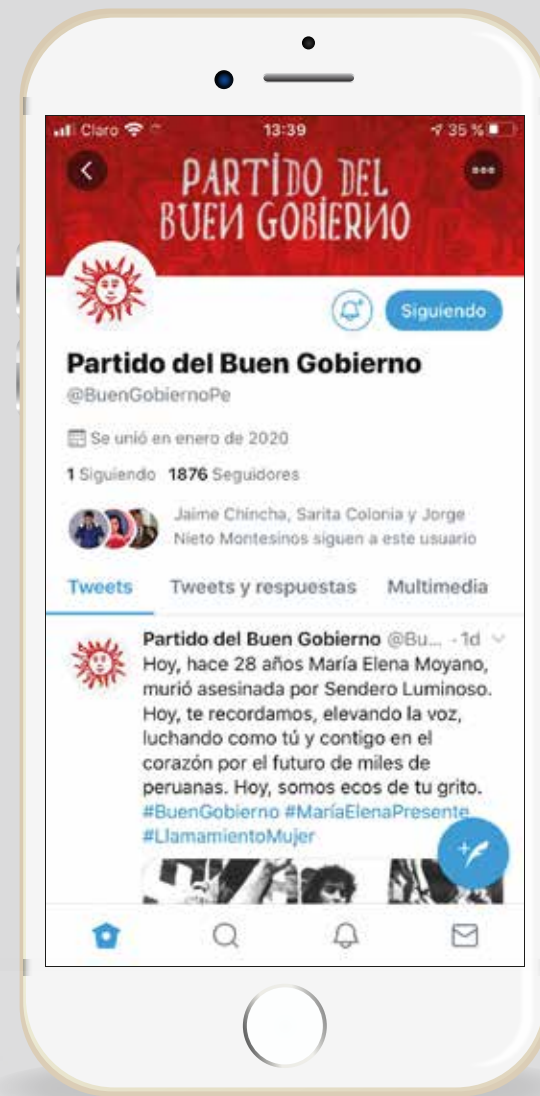 Claro
13:39
35 %
PARTIDO DEL
BUEN GOBIERNO
Siguiendo
Partido del Buen Gobierno
@BuenGobiernoPe
Se unió en enero de 2020
1 Siguiendo 1876 Seguidores
Jaime Chincha, Sarita Colonia y Jorge
Nieto Montesinos siguen a este usuario
Tweets Tweets y respuestas Multimedia
Partido del Buen Gobierno @Bu... · 1d
Hoy, hace 28 años María Elena Moyano,
murió asesinada por Sendero Luminoso.
Hoy, te recordamos, elevando la voz,
luchando como tú y contigo en el
corazón por el futuro de miles de
peruanas. Hoy, somos ecos de tu grito.
#BuenGobierno #MaríaElenaPresente
#LlamamientoMujer